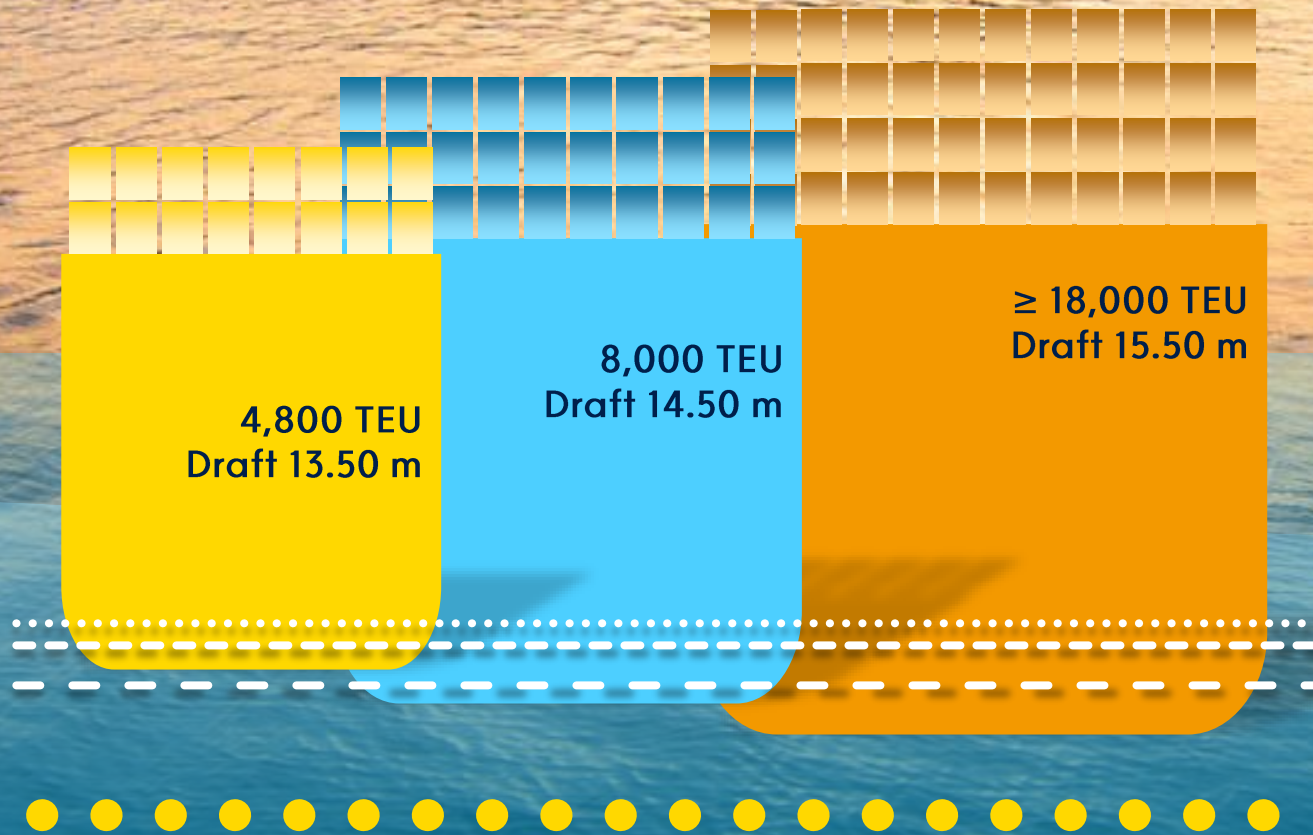 4,800 TEU
Draft 13.50 m
8,000 TEU
Draft 14.50 m
≥ 18,000 TEU
Draft 15.50 m